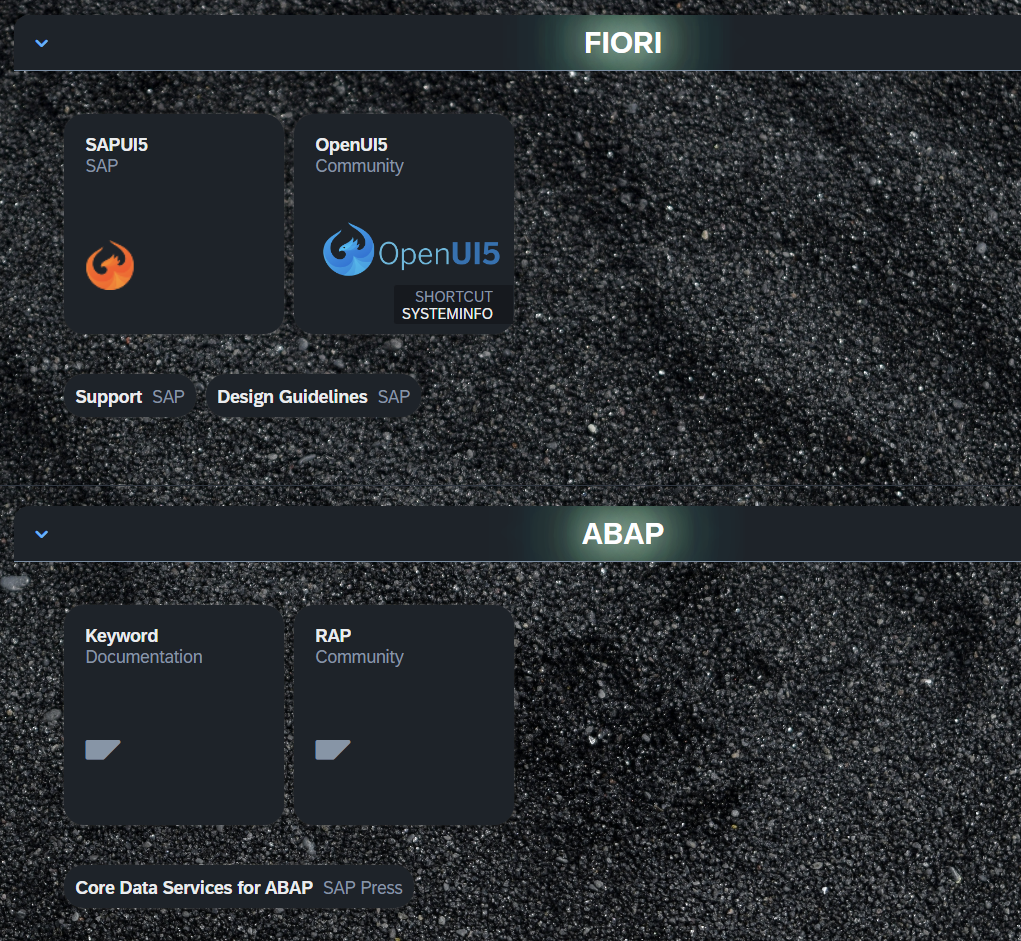 FIORI
SAPUI5
SAP
OpenUI5
Community
OpenUI5
SHORTCUT
SYSTEMINFO
Support SAP
Design Guidelines SAP
ABAP
Keyword
Documentation
RAP
Community
Core Data Services for ABAP SAP Press